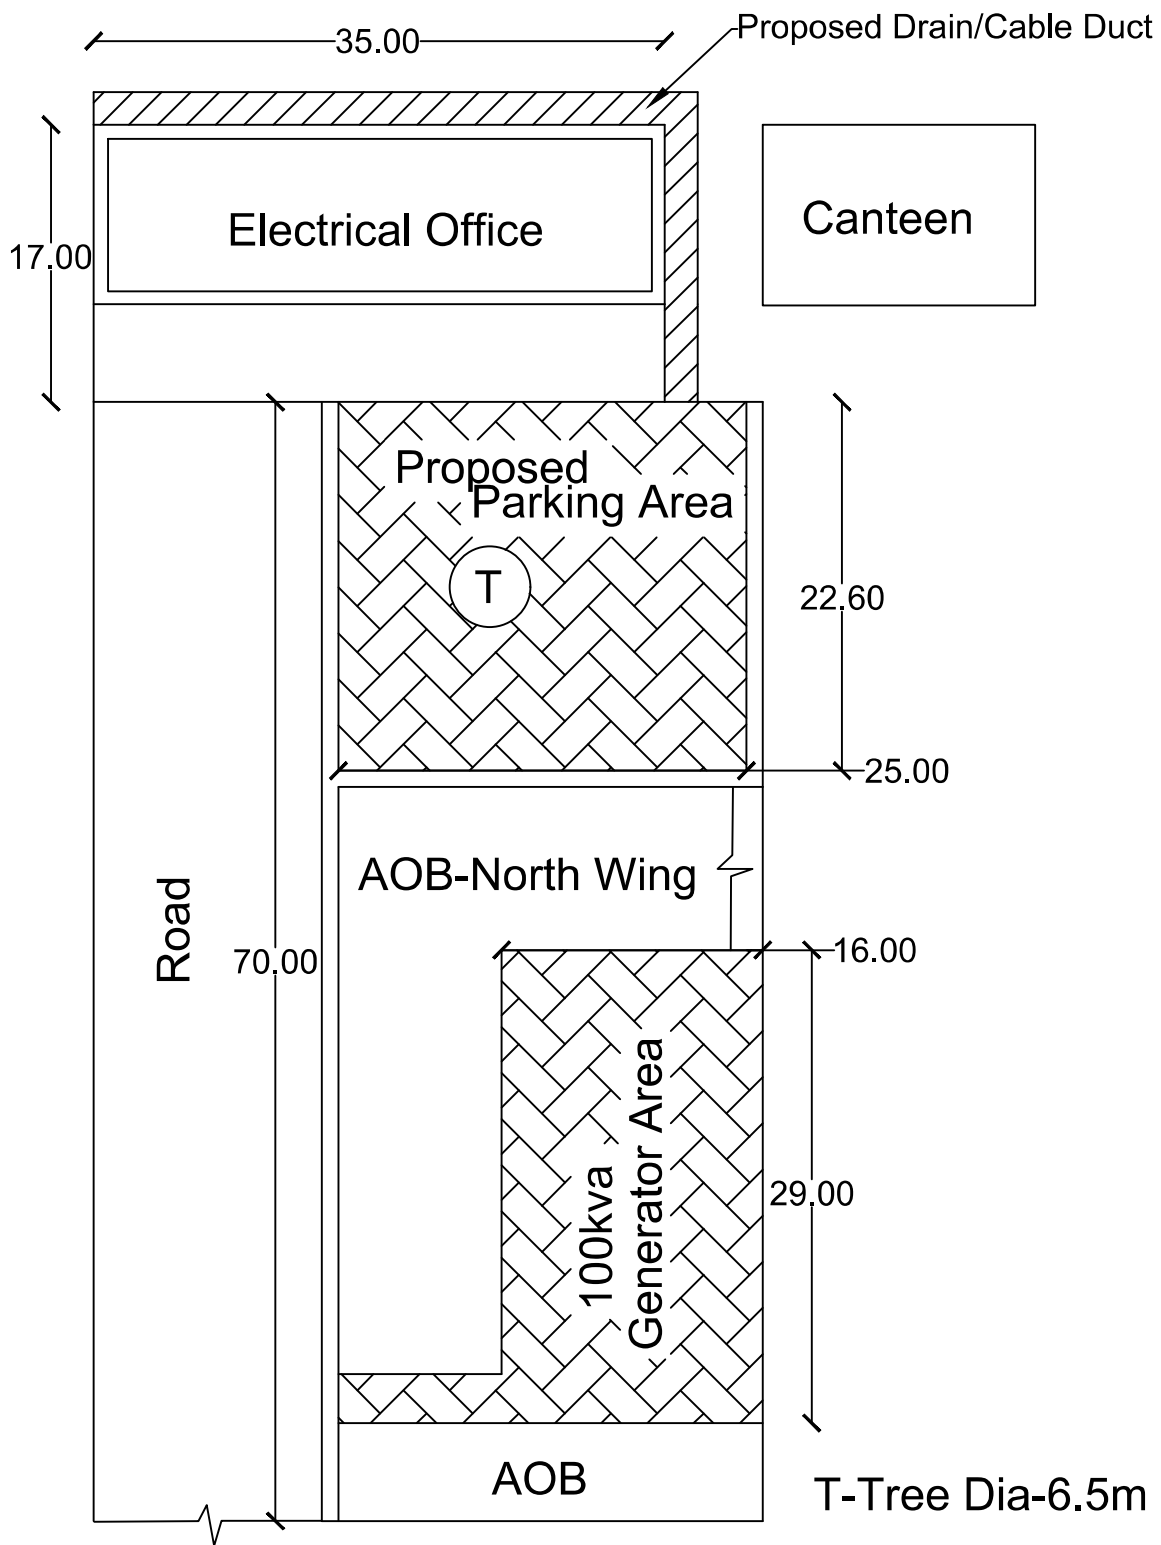 Proposed Drain/Cable Duct
35.00
Electrical Office
Canteen
17.00
Proposed
Parking Area
T
22.60
25.00
AOB-North Wing
Road
70.00
16.00
100kva
Generator Area
29.00
AOB
T-Tree Dia-6.5m